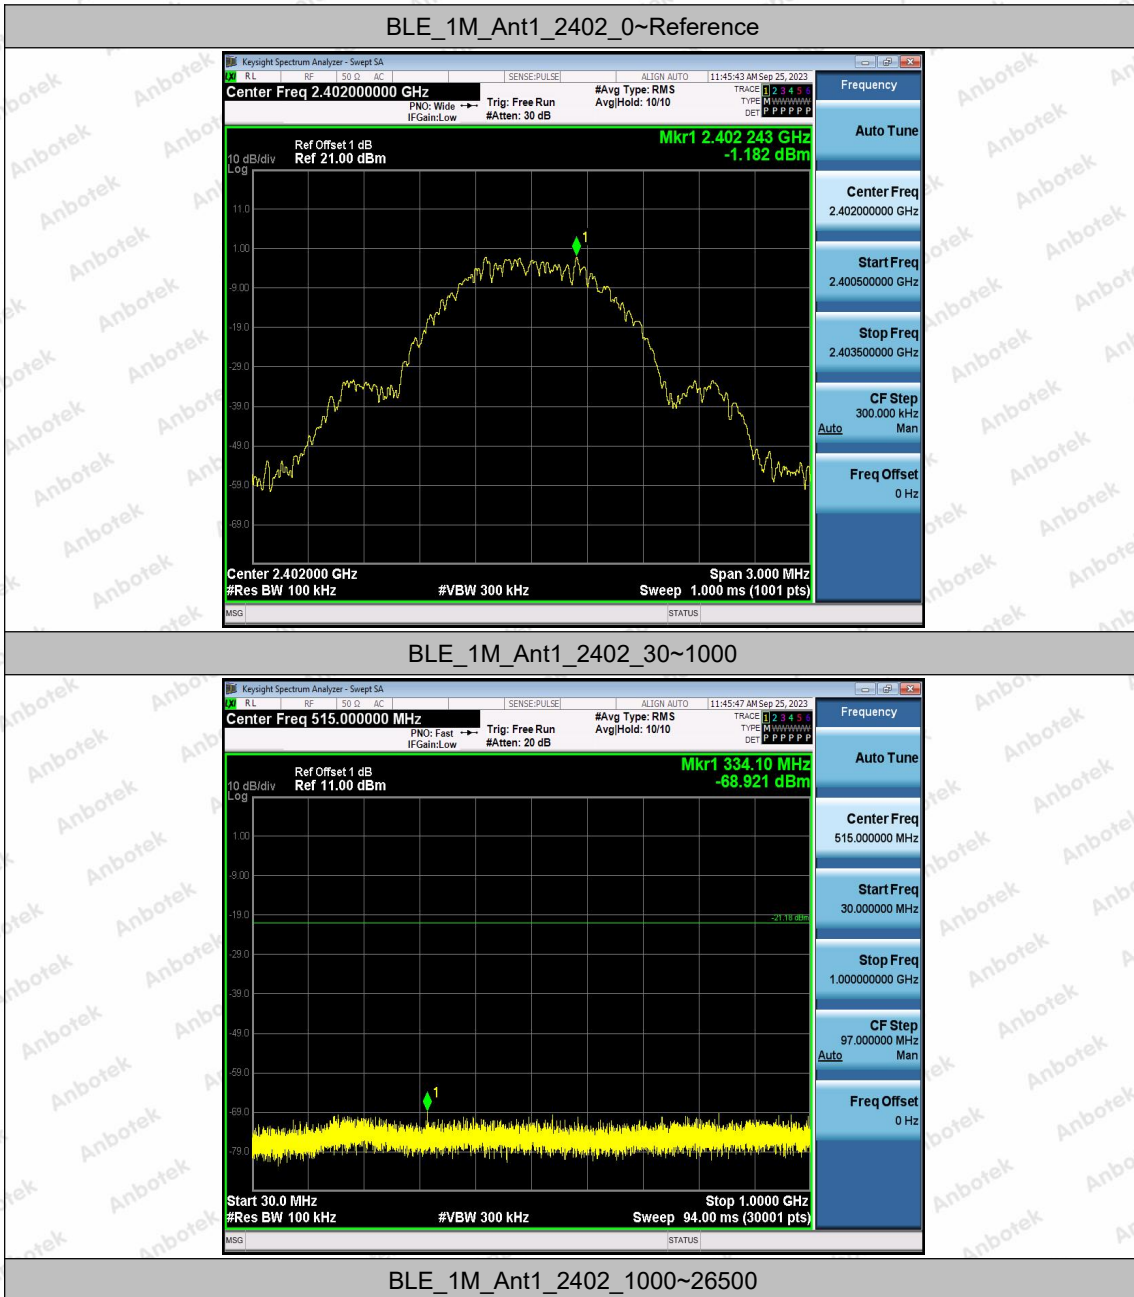 BLE_1M_Ant1_2402_0~Reference
Keysight Spectrum Analyzer - Swept SA
LXI RL RF 50 Ω AC SENSE:PULSE ALIGN AUTO 11:45:43 AM Sep 25, 2023
Center Freq 2.402000000 GHz
PNO: Wide
IFGain:Low
Trig: Free Run
#Atten: 30 dB
#Avg Type: RMS
Avg|Hold: 10/10
TRACE 1 2 3 4 5 6
TYPE M WWWWW
DET P P P P P P
Ref Offset 1 dB
10 dB/div Ref 21.00 dBm
Log
Mkr1 2.402 243 GHz
-1.182 dBm
1
11.0
1.00
-9.00
-19.0
-29.0
-39.0
-49.0
-59.0
-69.0
Center 2.402000 GHz Span 3.000 MHz
#Res BW 100 kHz #VBW 300 kHz Sweep 1.000 ms (1001 pts)
MSG STATUS
Frequency
Auto Tune
Center Freq
2.402000000 GHz
Start Freq
2.400500000 GHz
Stop Freq
2.403500000 GHz
CF Step
300.000 kHz
Auto Man
Freq Offset
0 Hz
BLE_1M_Ant1_2402_30~1000
Keysight Spectrum Analyzer - Swept SA
LXI RL RF 50 Ω AC SENSE:PULSE ALIGN AUTO 11:45:47 AM Sep 25, 2023
Center Freq 515.000000 MHz
PNO: Fast
IFGain:Low
Trig: Free Run
#Atten: 20 dB
#Avg Type: RMS
Avg|Hold: 10/10
TRACE 1 2 3 4 5 6
TYPE M WWWWW
DET P P P P P P
Ref Offset 1 dB
10 dB/div Ref 11.00 dBm
Log
Mkr1 334.10 MHz
-68.921 dBm
1.00
-9.00
-19.0
-21.18 dBm
-29.0
-39.0
-49.0
-59.0
1
-69.0
-79.0
Start 30.0 MHz Stop 1.0000 GHz
#Res BW 100 kHz #VBW 300 kHz Sweep 94.00 ms (30001 pts)
MSG STATUS
Frequency
Auto Tune
Center Freq
515.000000 MHz
Start Freq
30.000000 MHz
Stop Freq
1.000000000 GHz
CF Step
97.000000 MHz
Auto Man
Freq Offset
0 Hz
BLE_1M_Ant1_2402_1000~26500